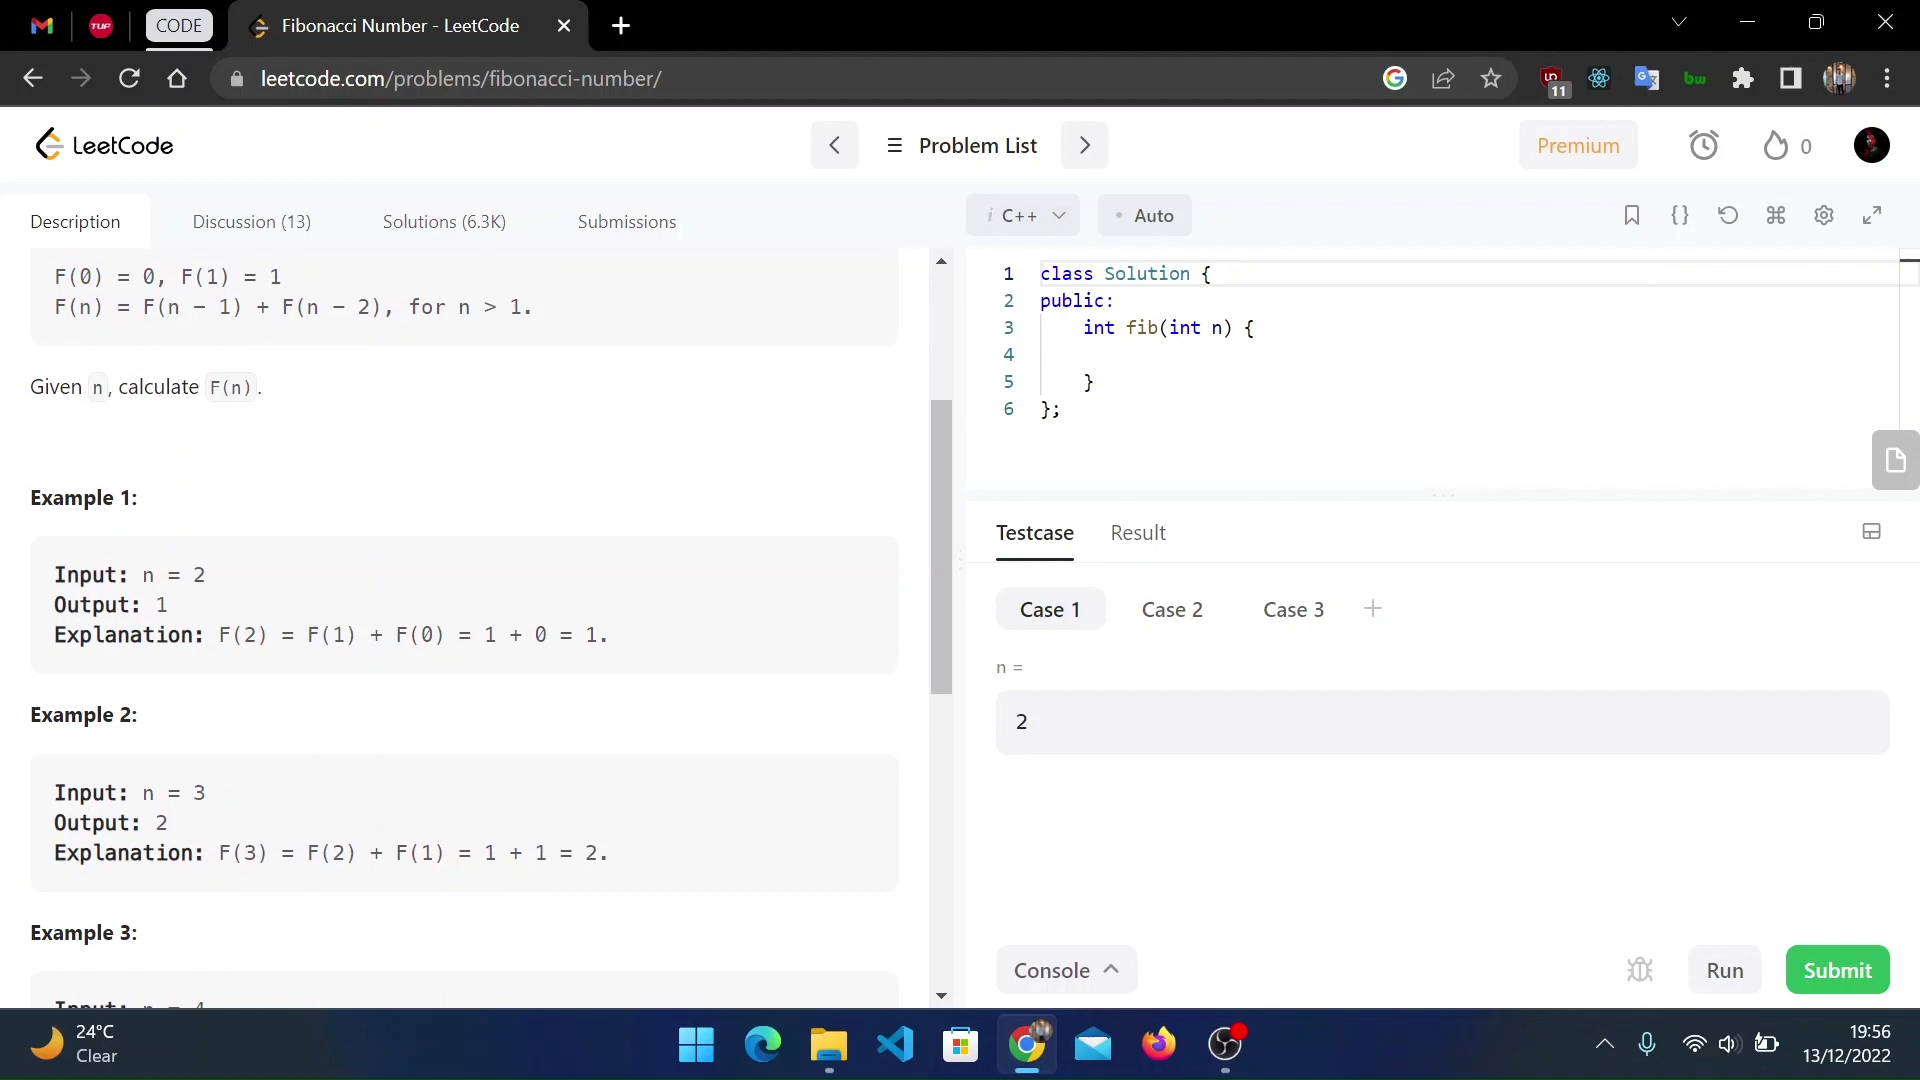 CODE
Fibonacci Number - LeetCode
leetcode.com/problems/fibonacci-number/
11
LeetCode
Problem List
Premium
0
Description
Discussion (13)
Solutions (6.3K)
Submissions
F(0) = 0, F(1) = 1
F(n) = F(n - 1) + F(n - 2), for n > 1.
Given n, calculate F(n).
Example 1:
Input: n = 2
Output: 1
Explanation: F(2) = F(1) + F(0) = 1 + 0 = 1.
Example 2:
Input: n = 3
Output: 2
Explanation: F(3) = F(2) + F(1) = 1 + 1 = 2.
Example 3:
Input: n = 4
i C++
Auto
1 class Solution {
2 public:
3 int fib(int n) {
4
5 }
6 };
Testcase
Result
Case 1
Case 2
Case 3
n =
2
Console
Run
Submit
24°C
Clear
19:56
13/12/2022